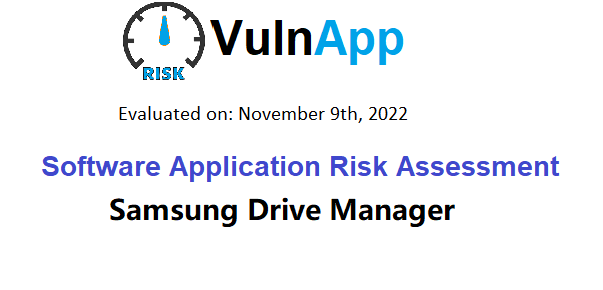 RISK
VulnApp
Evaluated on: November 9th, 2022
Software Application Risk Assessment
Samsung Drive Manager